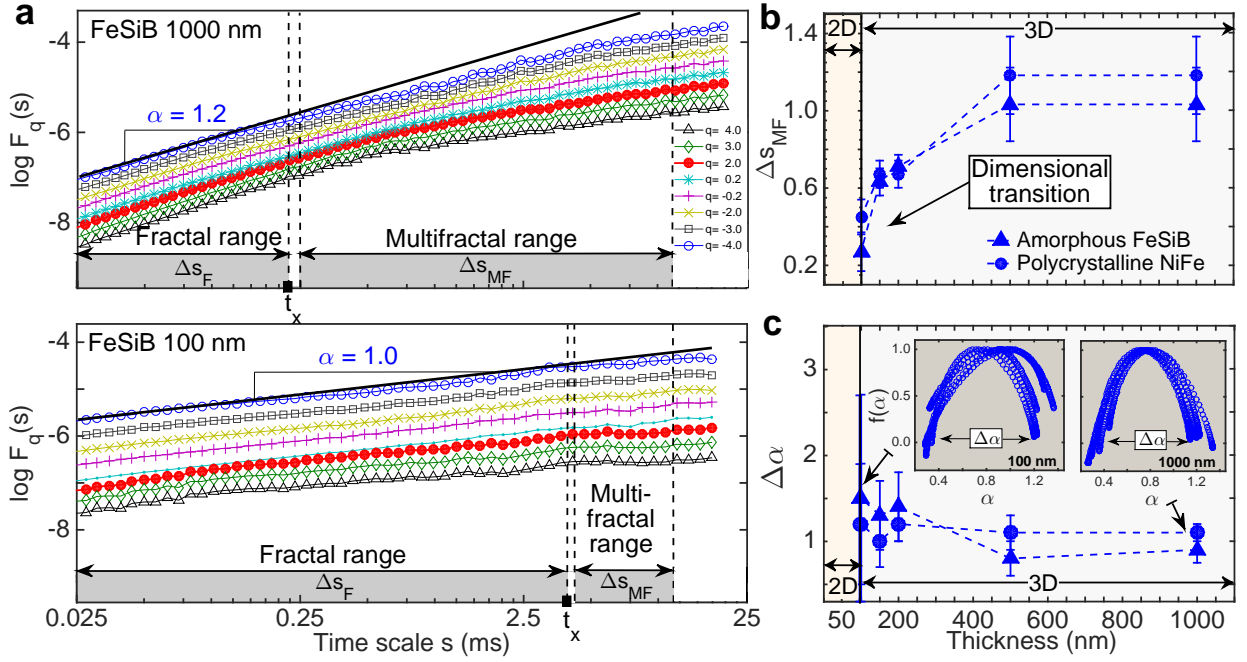 a
FeSiB 1000 nm
-4
-6
-8
log F_q(s)
α = 1.2
q= 4.0
q= 3.0
q= 2.0
q= 0.2
q= -0.2
q= -2.0
q= -3.0
q= -4.0
Fractal range
Multifractal range
Δs_F
Δs_MF
t_x
FeSiB 100 nm
-4
-6
-8
log F_q(s)
α = 1.0
Multi-
fractal
range
Fractal range
Δs_F
Δs_MF
0.025
0.25
2.5
25
t_x
Time scale s (ms)
b
2D
3D
1.4
1.0
0.6
0.2
Δs_MF
Dimensional
transition
Amorphous FeSiB
Polycrystalline NiFe
c
3
2
1
Δα
1.0
0.5
0.0
f(α)
Δα
100 nm
0.4
0.8
1.2
α
Δα
1000 nm
0.4
0.8
1.2
α
2D
3D
50
200
400
600
800
1000
Thickness (nm)